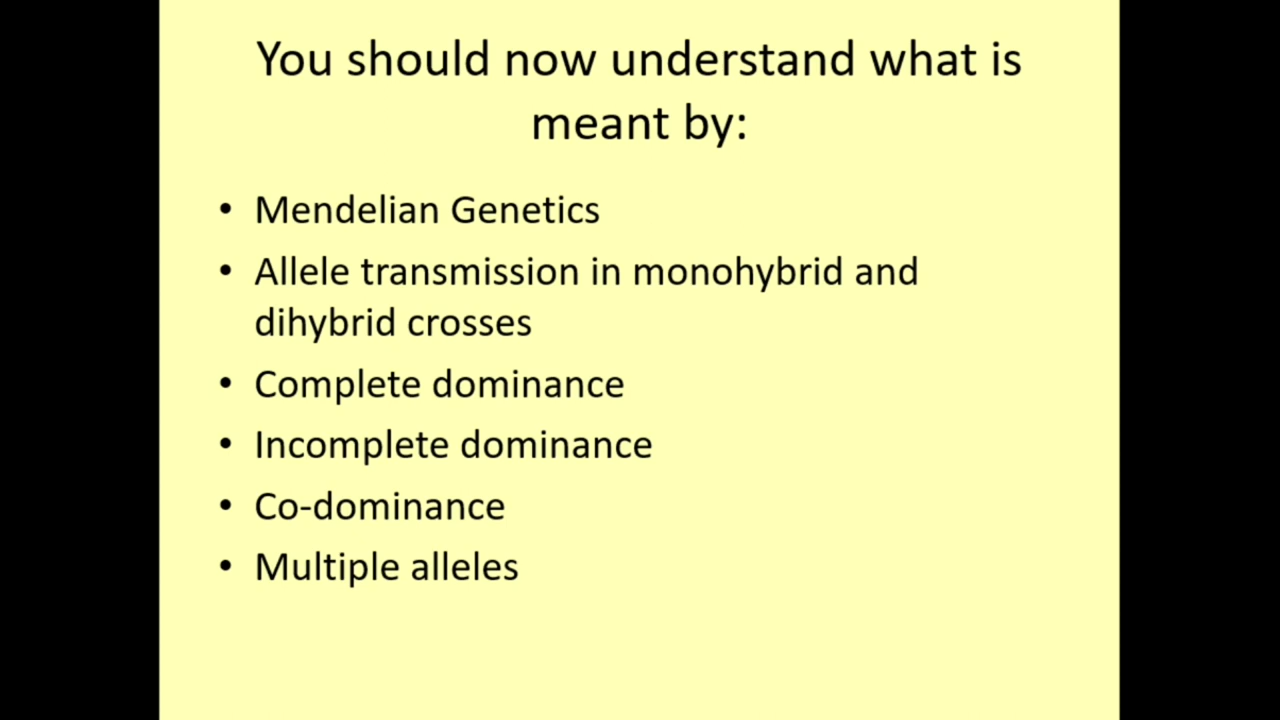 You should now understand what is
meant by:
• Mendelian Genetics
• Allele transmission in monohybrid and
dihybrid crosses
• Complete dominance
• Incomplete dominance
• Co-dominance
• Multiple alleles